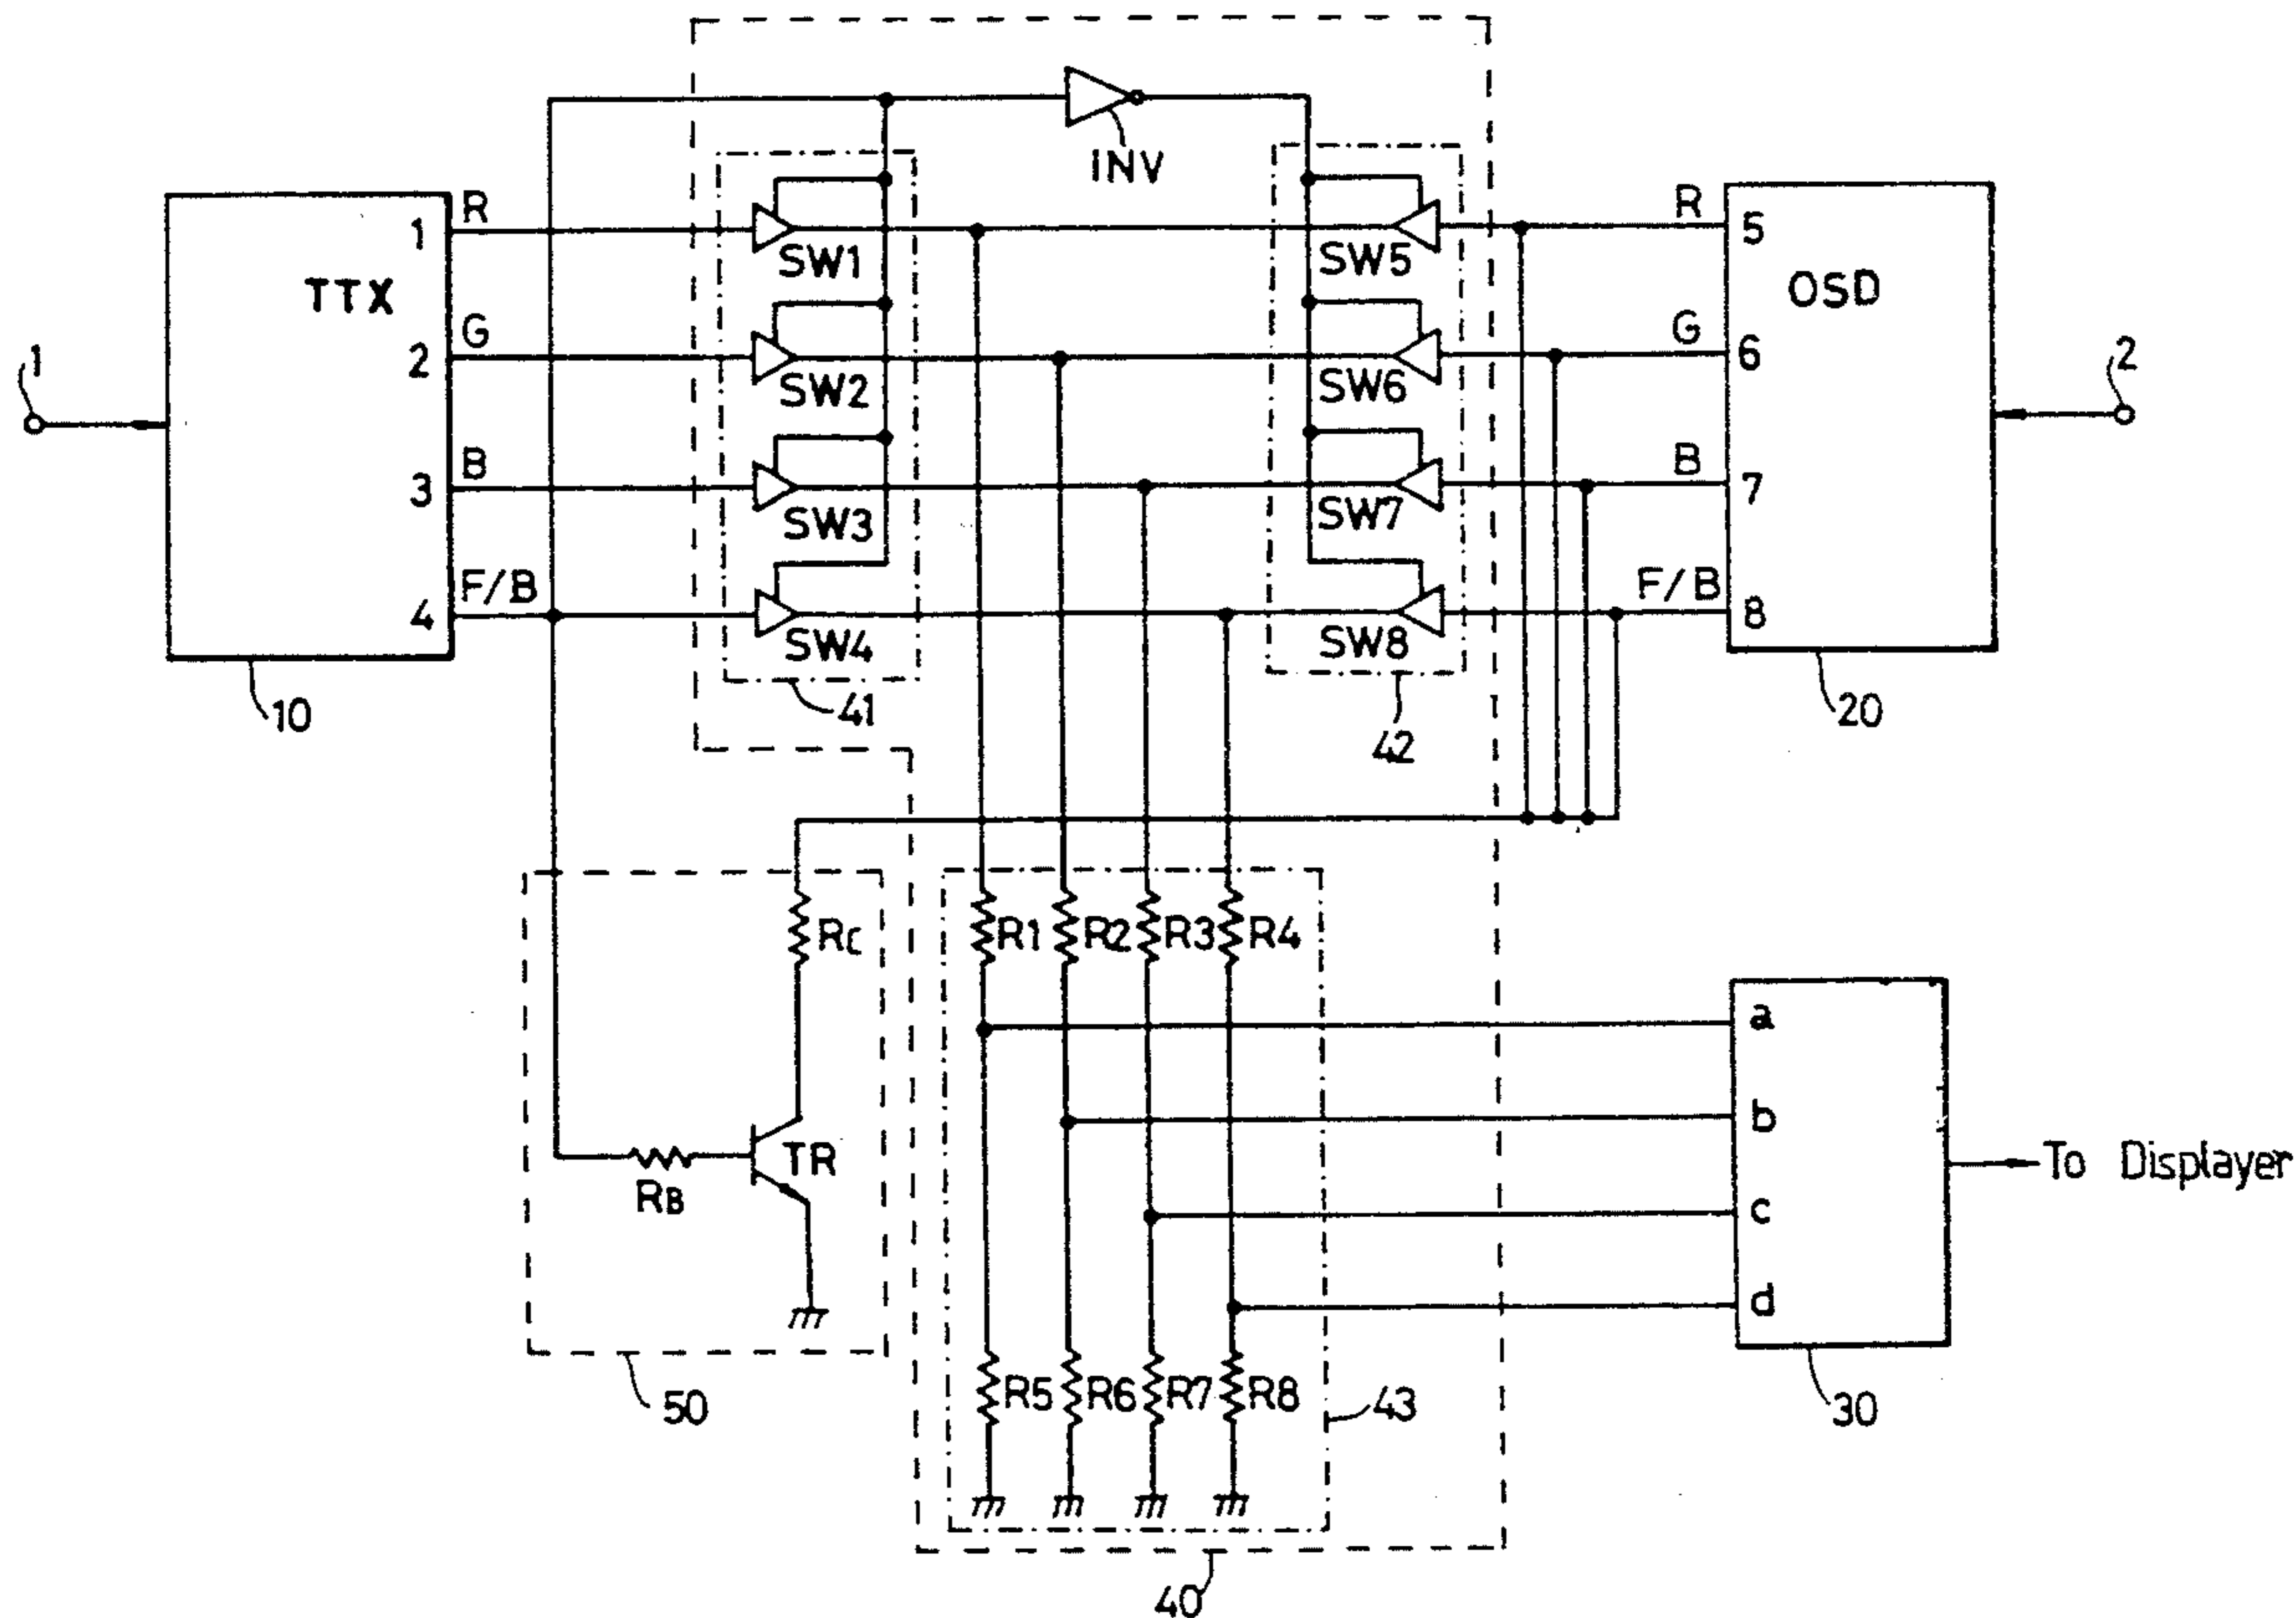 INV
R
R
1
SW1
SW5
5
TTX
OSD
G
G
2
SW2
SW6
6
1
2
B
B
3
SW3
SW7
7
F/B
F/B
4
SW4
SW8
8
10
41
42
20
RC
R1
R2
R3
R4
a
b
TR
To Displayer
RB
c
d
50
R5
R6
R7
R8
43
30
40